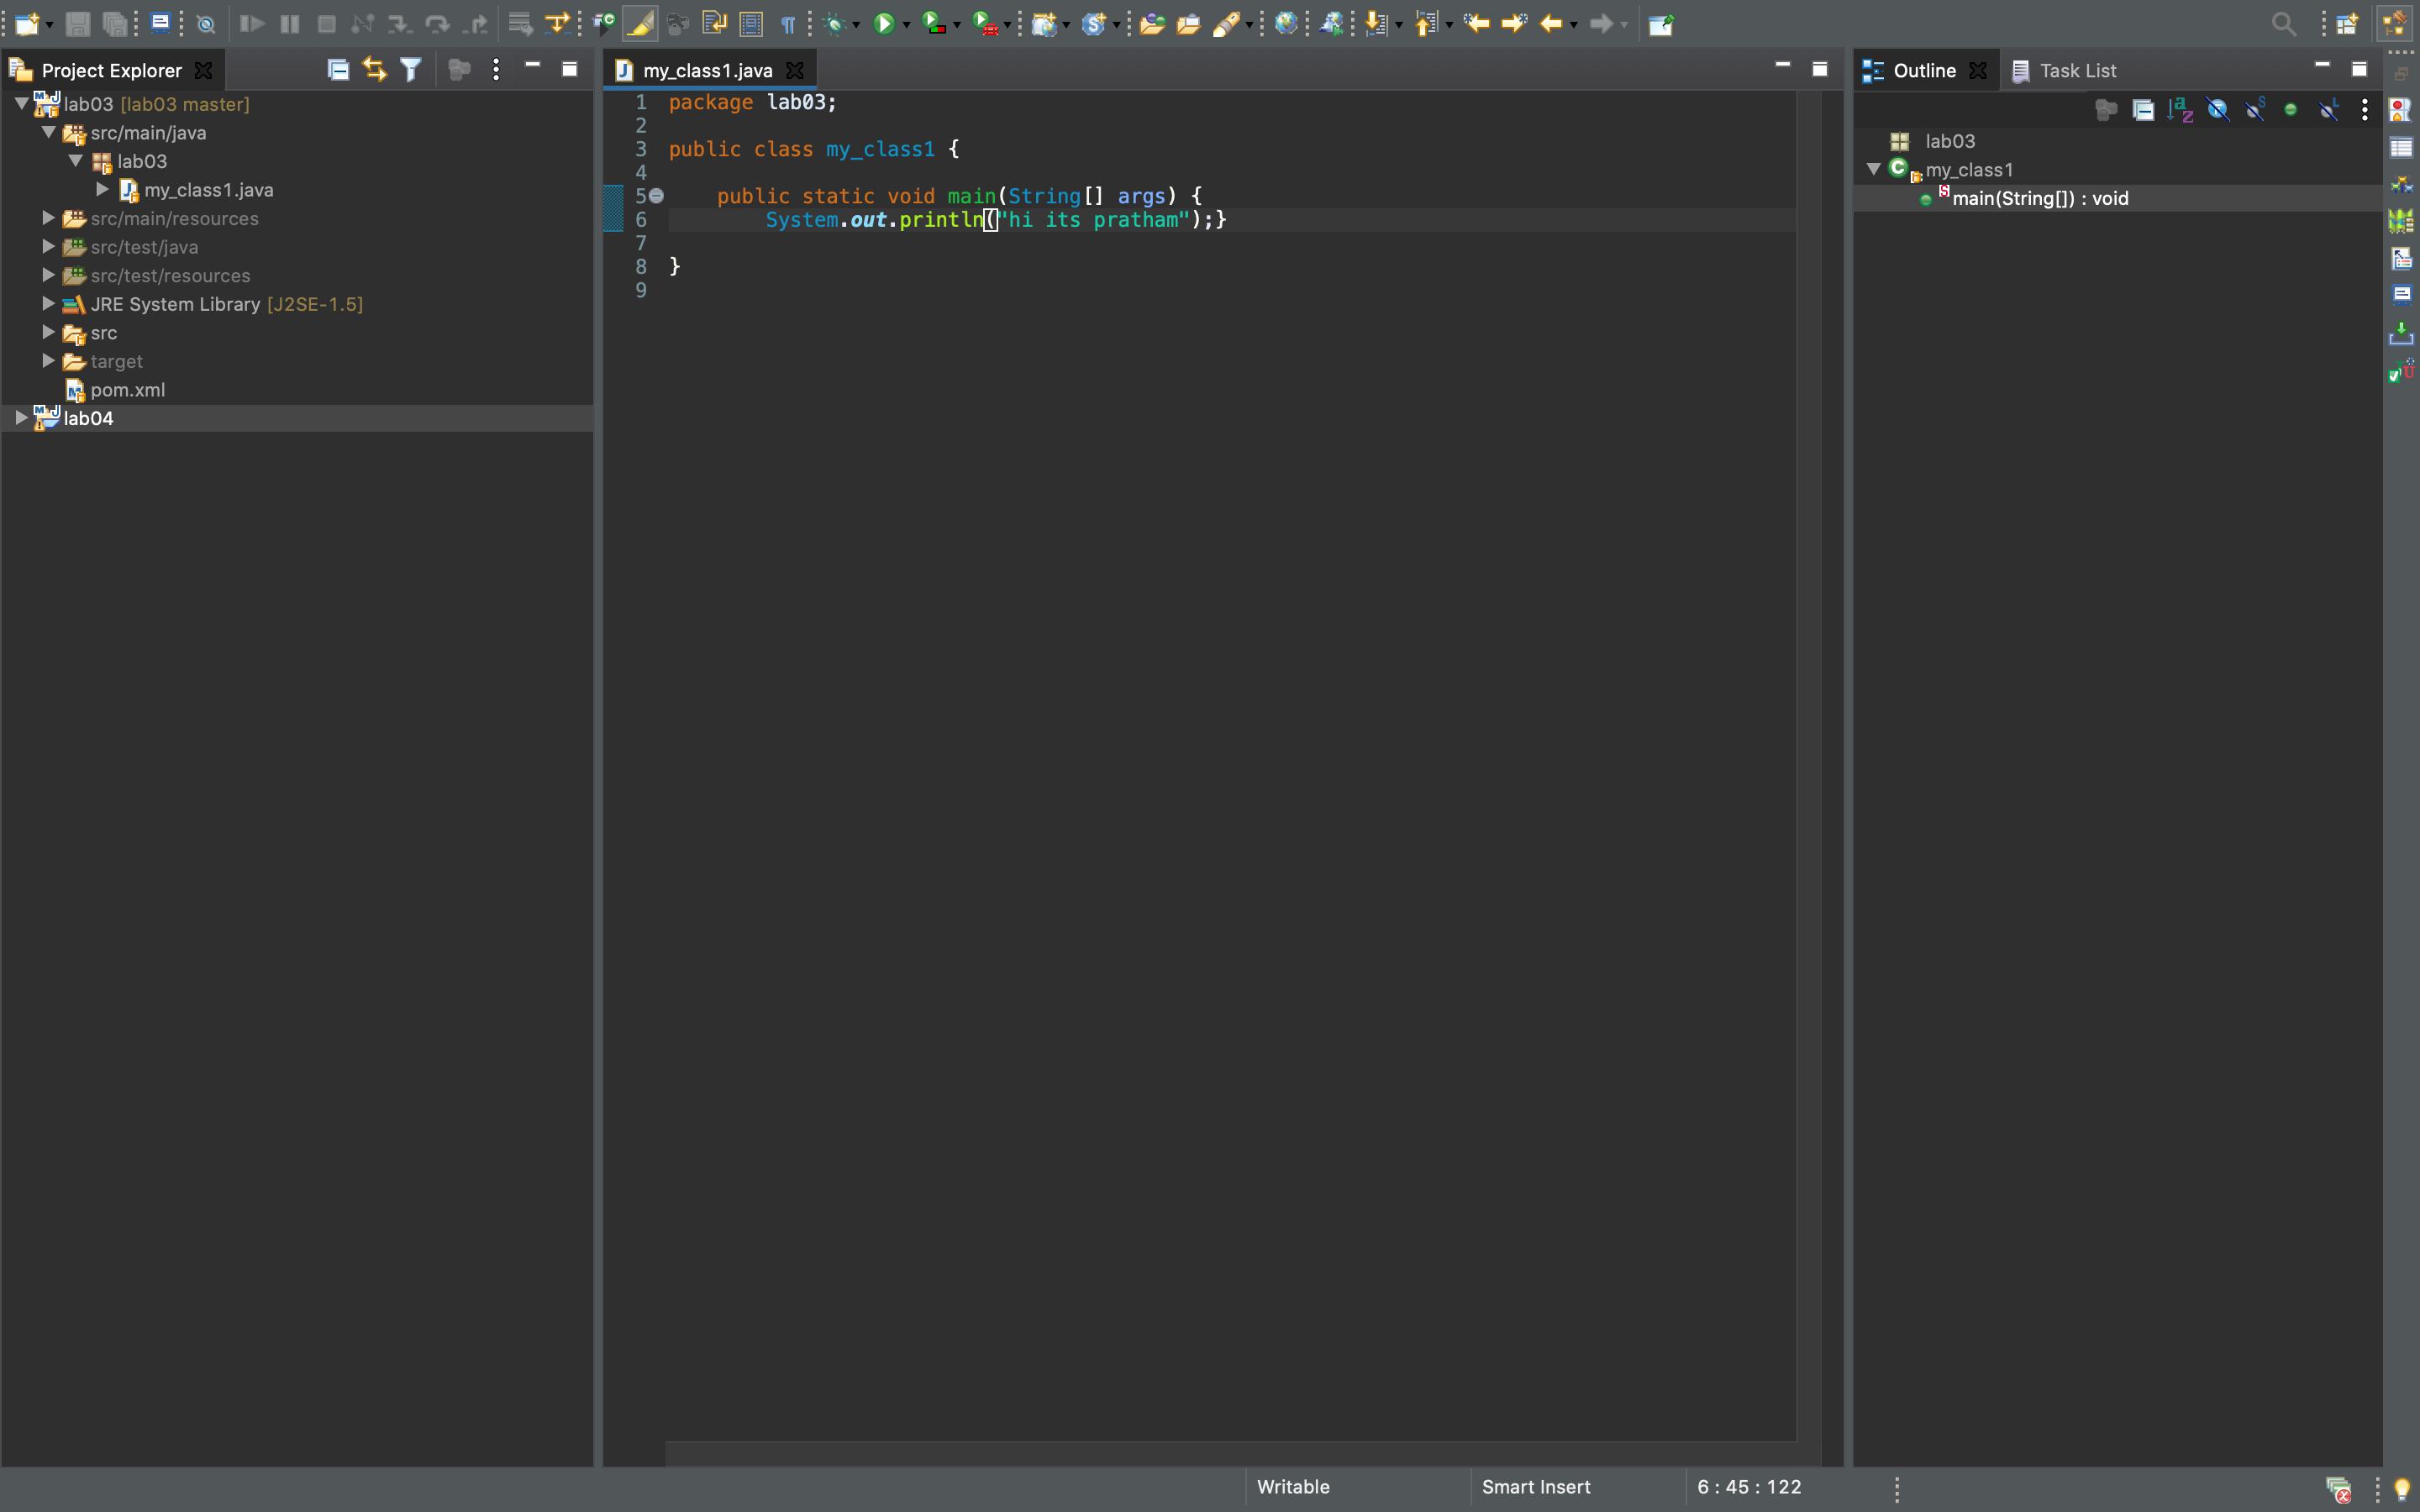 Project Explorer
lab03 [lab03 master]
src/main/java
lab03
my_class1.java
src/main/resources
src/test/java
src/test/resources
JRE System Library [J2SE-1.5]
src
target
pom.xml
lab04
my_class1.java
1 package lab03;
2
3 public class my_class1 {
4
5 public static void main(String[] args) {
6 System.out.println("hi its pratham");}
7
8 }
9
Outline
Task List
lab03
my_class1
main(String[]) : void
Writable
Smart Insert
6 : 45 : 122